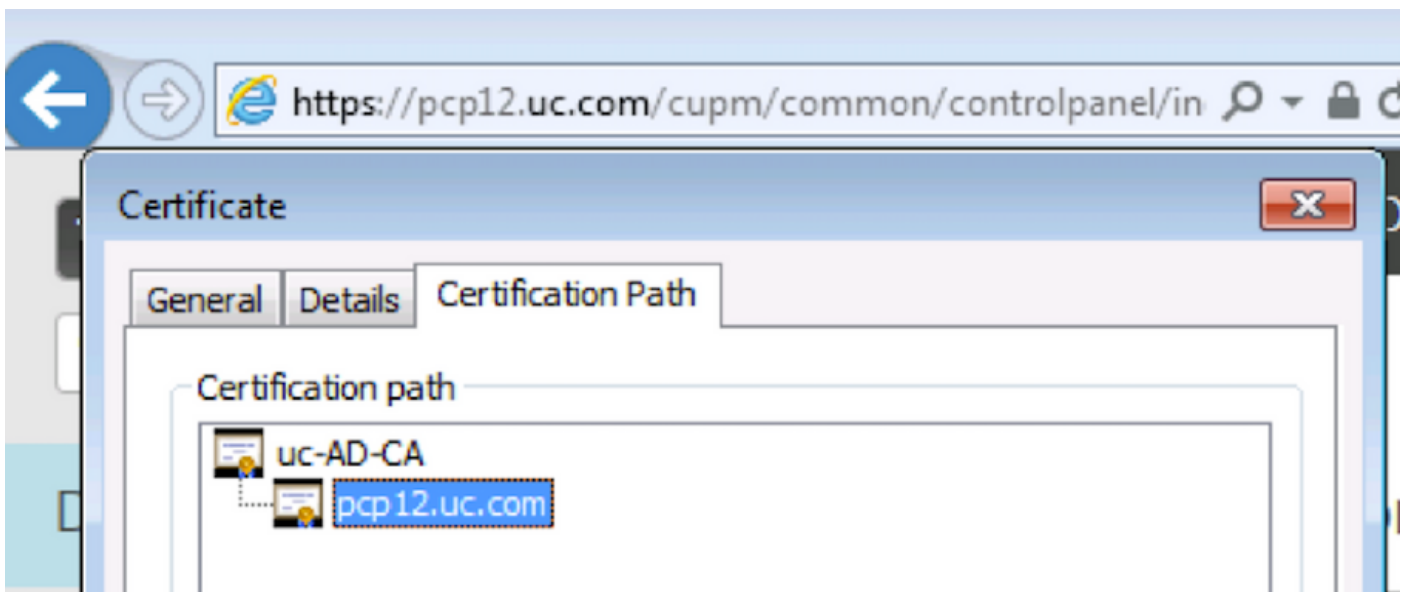 https://pcp12.uc.com/cupm/common/controlpanel/in
Certificate
General Details Certification Path
Certification path
uc-AD-CA
pcp12.uc.com